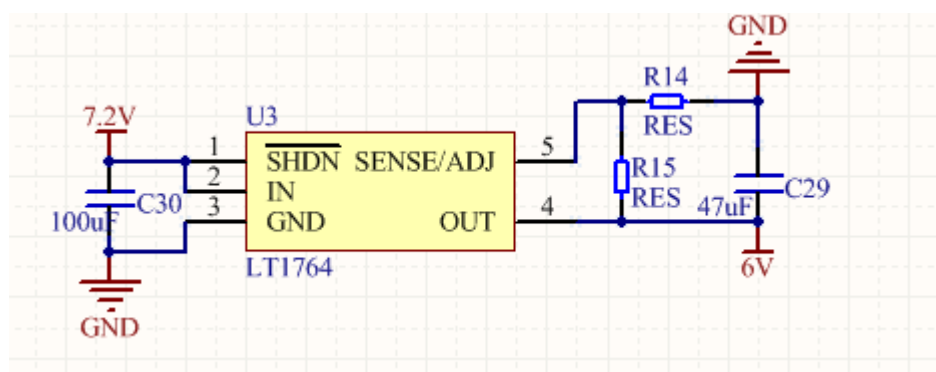 GND
R14
RES
7.2V
U3
1
SHDN SENSE/ADJ
5
2
IN
R15
RES
C30
100uF
3
GND
OUT
4
47uF
C29
LT1764
6V
GND